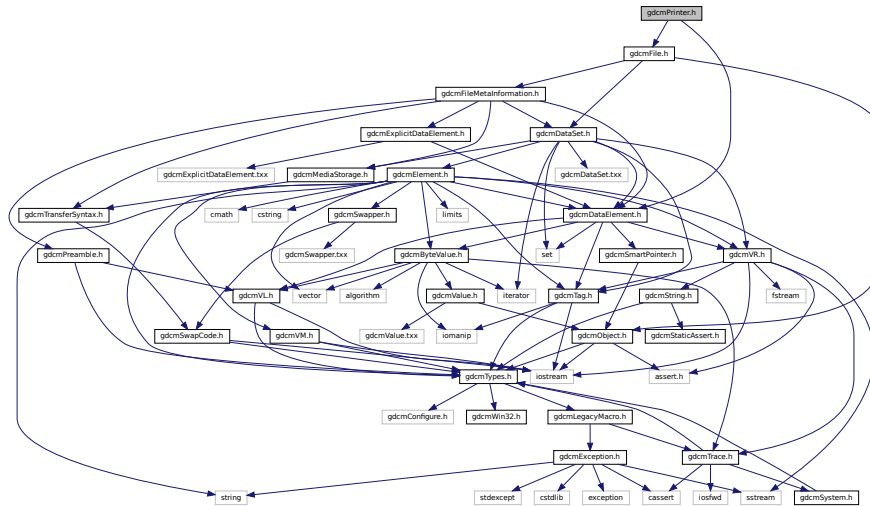 gdcmPrinter.h
gdcmFile.h
gdcmFileMetaInformation.h
gdcmExplicitDataElement.h
gdcmDataSet.h
gdcmExplicitDataElement.txx
gdcmMediaStorage.h
gdcmElement.h
gdcmDataSet.txx
gdcmTransferSyntax.h
cmath
cstring
gdcmSwapper.h
limits
gdcmDataElement.h
gdcmPreamble.h
gdcmSwapper.txx
gdcmByteValue.h
set
gdcmSmartPointer.h
gdcmVR.h
gdcmVL.h
vector
algorithm
gdcmValue.h
iterator
gdcmTag.h
gdcmString.h
fstream
gdcmSwapCode.h
gdcmVM.h
gdcmValue.txx
iomanip
gdcmObject.h
gdcmStaticAssert.h
gdcmTypes.h
iostream
assert.h
gdcmConfigure.h
gdcmWin32.h
gdcmLegacyMacro.h
gdcmException.h
gdcmTrace.h
string
stdexcept
cstdlib
exception
cassert
iosfwd
sstream
gdcmSystem.h